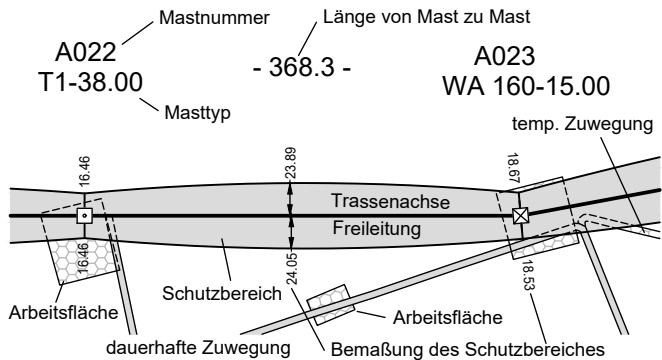 Mastnummer
Länge von Mast zu Mast
A022
T1-38.00
- 368.3 -
A023
WA 160-15.00
Masttyp
temp. Zuwegung
16.46
23.89
18.67
Trassenachse
Freileitung
16.46
24.05
18.53
Schutzbereich
Arbeitsfläche
Arbeitsfläche
dauerhafte Zuwegung
Bemaßung des Schutzbereiches